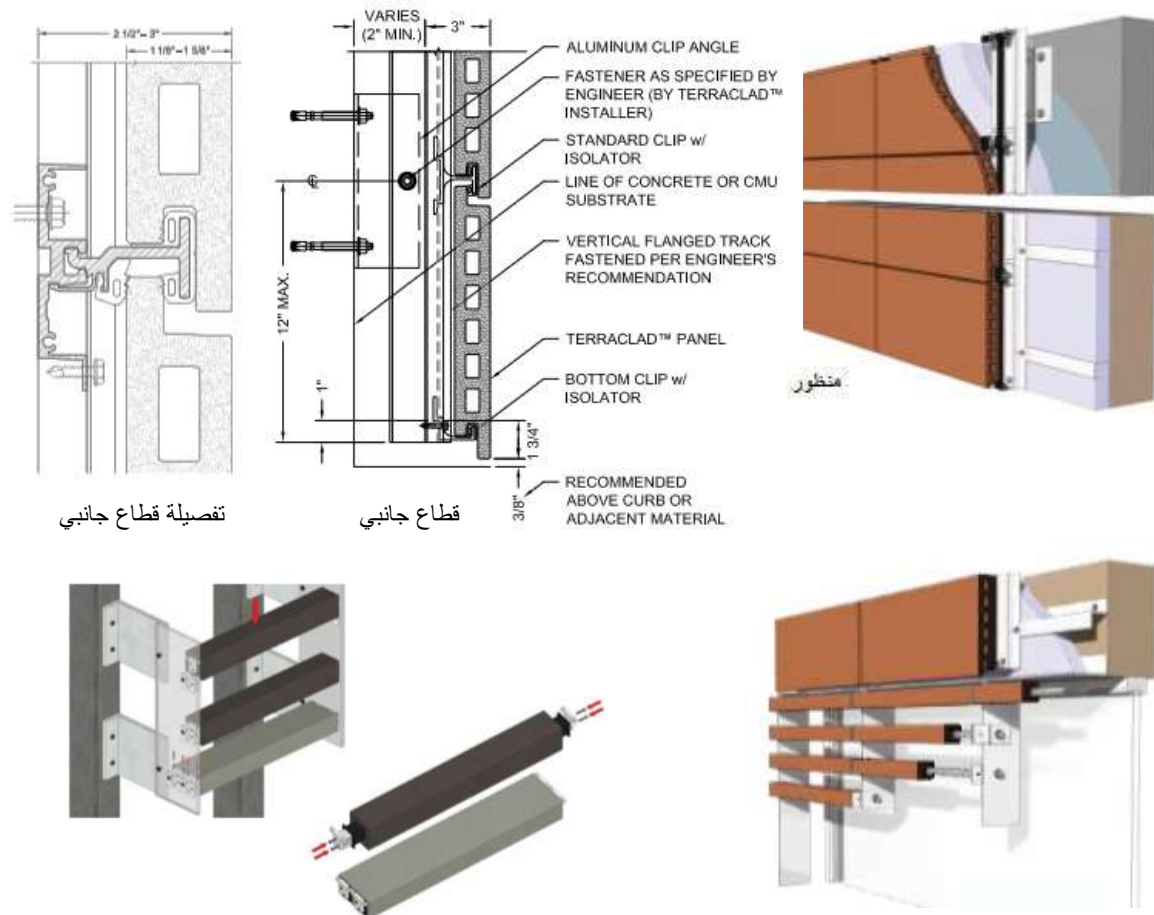 2 1/2"– 3"
1 1/8"–1 5/8"
VARIES
(2" MIN.)
3"
ALUMINUM CLIP ANGLE
FASTENER AS SPECIFIED BY
ENGINEER (BY TERRACLAD™
INSTALLER)
STANDARD CLIP w/
ISOLATOR
LINE OF CONCRETE OR CMU
SUBSTRATE
VERTICAL FLANGED TRACK
FASTENED PER ENGINEER'S
RECOMMENDATION
TERRACLAD™ PANEL
BOTTOM CLIP w/
ISOLATOR
RECOMMENDED
ABOVE CURB OR
ADJACENT MATERIAL
12" MAX.
1"
1 3/4"
3/8"
منظور
تفصيلة قطاع جانبي
قطاع جانبي